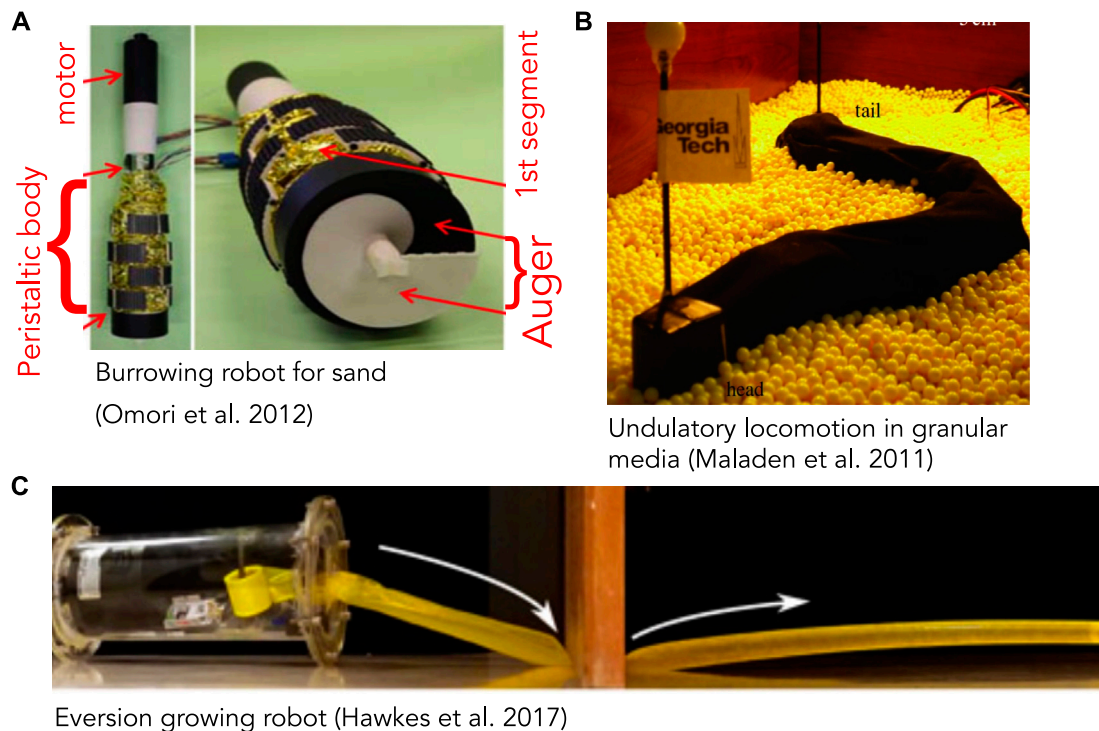 A
motor
Peristaltic body
1st segment
Auger
Burrowing robot for sand
(Omori et al. 2012)
B
tail
Georgia
Tech
head
Undulatory locomotion in granular
media (Maladen et al. 2011)
C
Eversion growing robot (Hawkes et al. 2017)